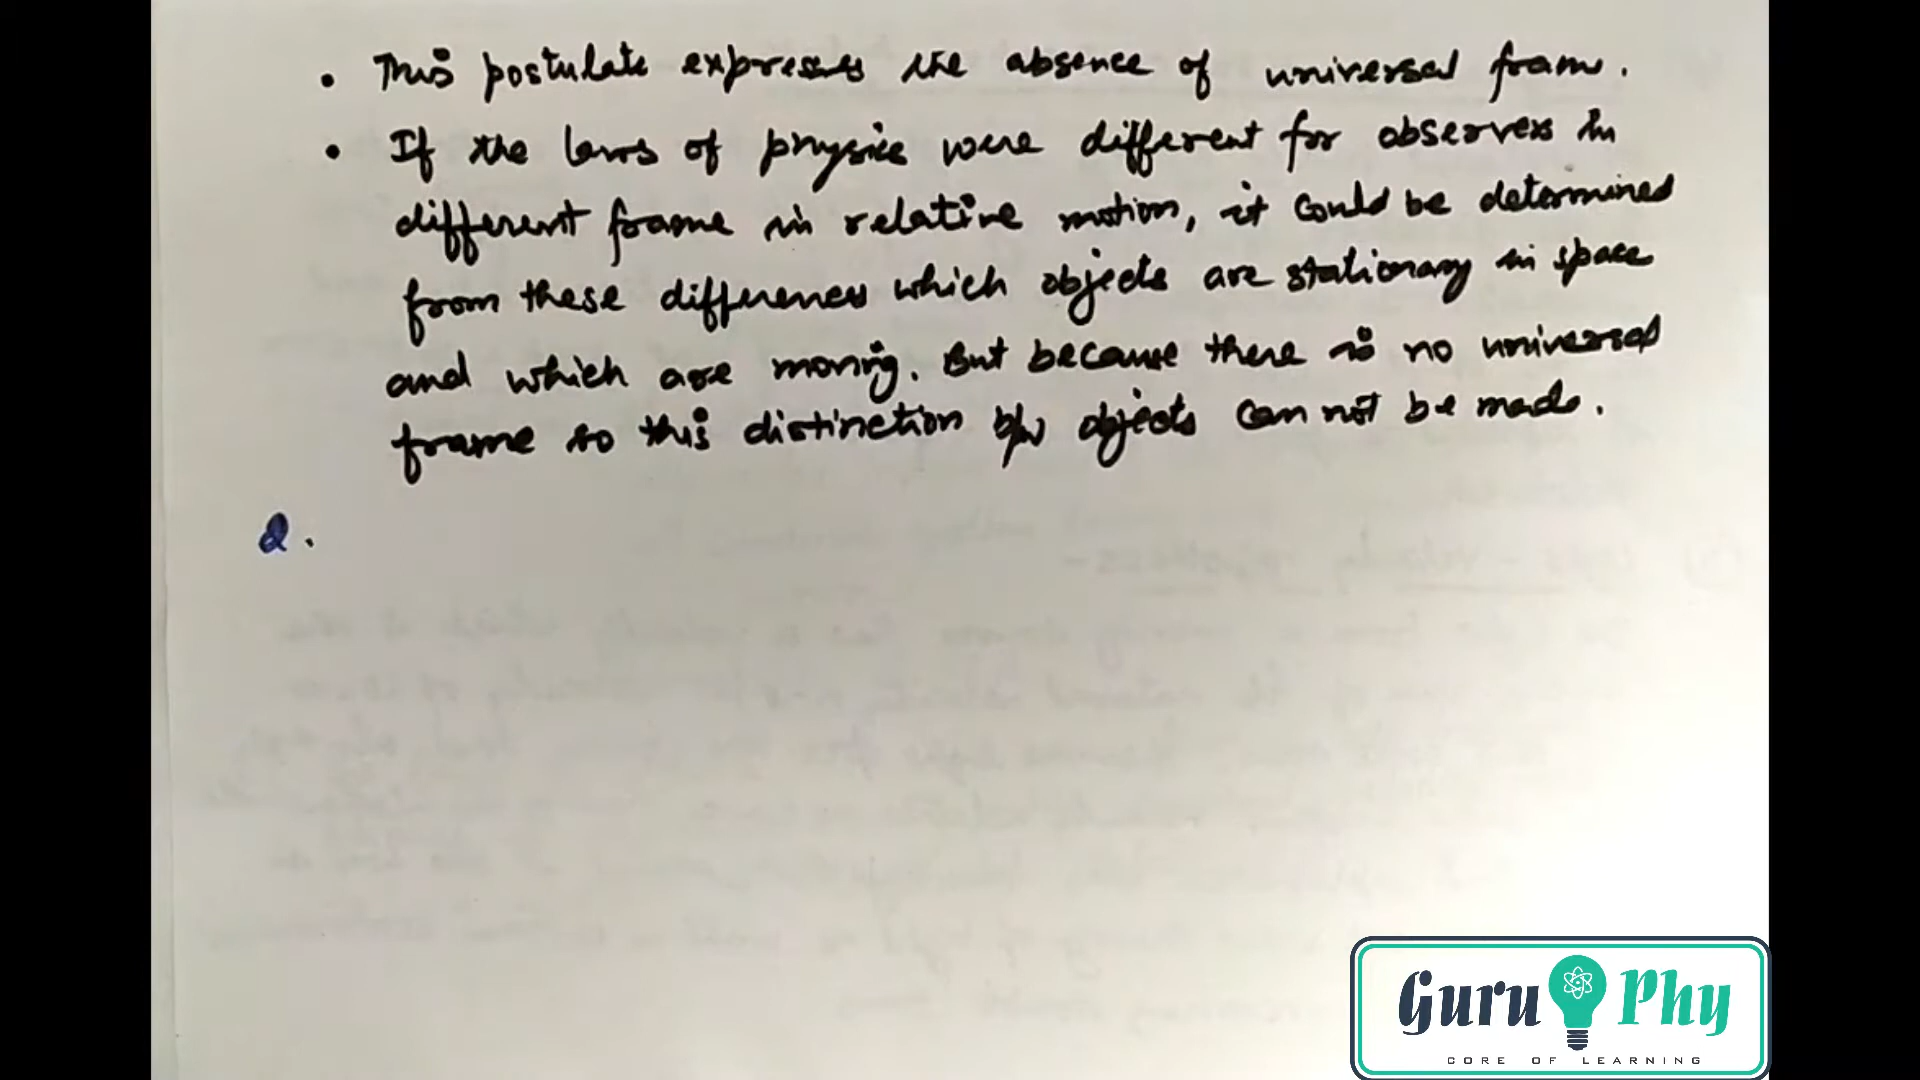 • This postulate expresses the absence of universal frame.
• If the laws of physics were different for observers in
different frame in relative motion, it could be determined
from these differences which objects are stationary in space
and which are moving. But because there is no universal
frame so this distinction b/w objects can not be made.
2.
Guru Phy
CORE OF LEARNING